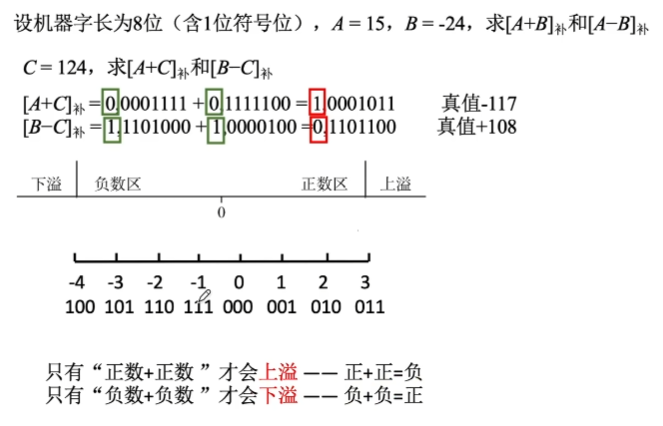 设机器字长为8位（含1位符号位），A = 15，B = -24，求[A+B]补和[A−B]补
C = 124，求[A+C]补和[B−C]补
[A+C]补 = 0,0001111 + 0,1111100 = 1,0001011 真值-117
[B−C]补 = 1,1101000 + 1,0000100 =0,1101100 真值+108
下溢 负数区 正数区 上溢
0
-4 -3 -2 -1 0 1 2 3
100 101 110 111 000 001 010 011
只有“正数+正数 ”才会上溢 —— 正+正=负
只有“负数+负数 ”才会下溢 —— 负+负=正